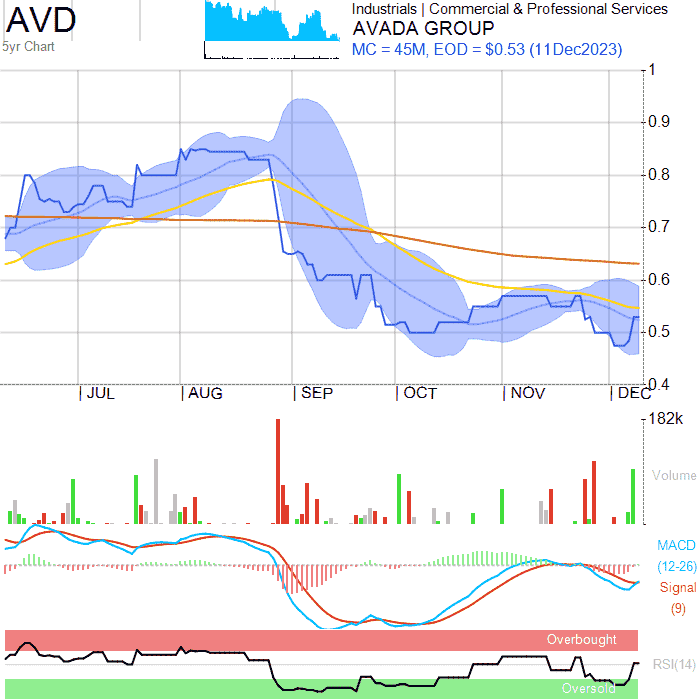 AVD
5yr Chart
Industrials | Commercial & Professional Services
AVADA GROUP
MC = 45M, EOD = $0.53 (11Dec2023)
1
0.9
0.8
0.7
0.6
0.5
0.4
| JUL | AUG | SEP | OCT | NOV | DEC
182k
Volume
MACD
(12-26)
Signal
(9)
Overbought
RSI(14)
Oversold